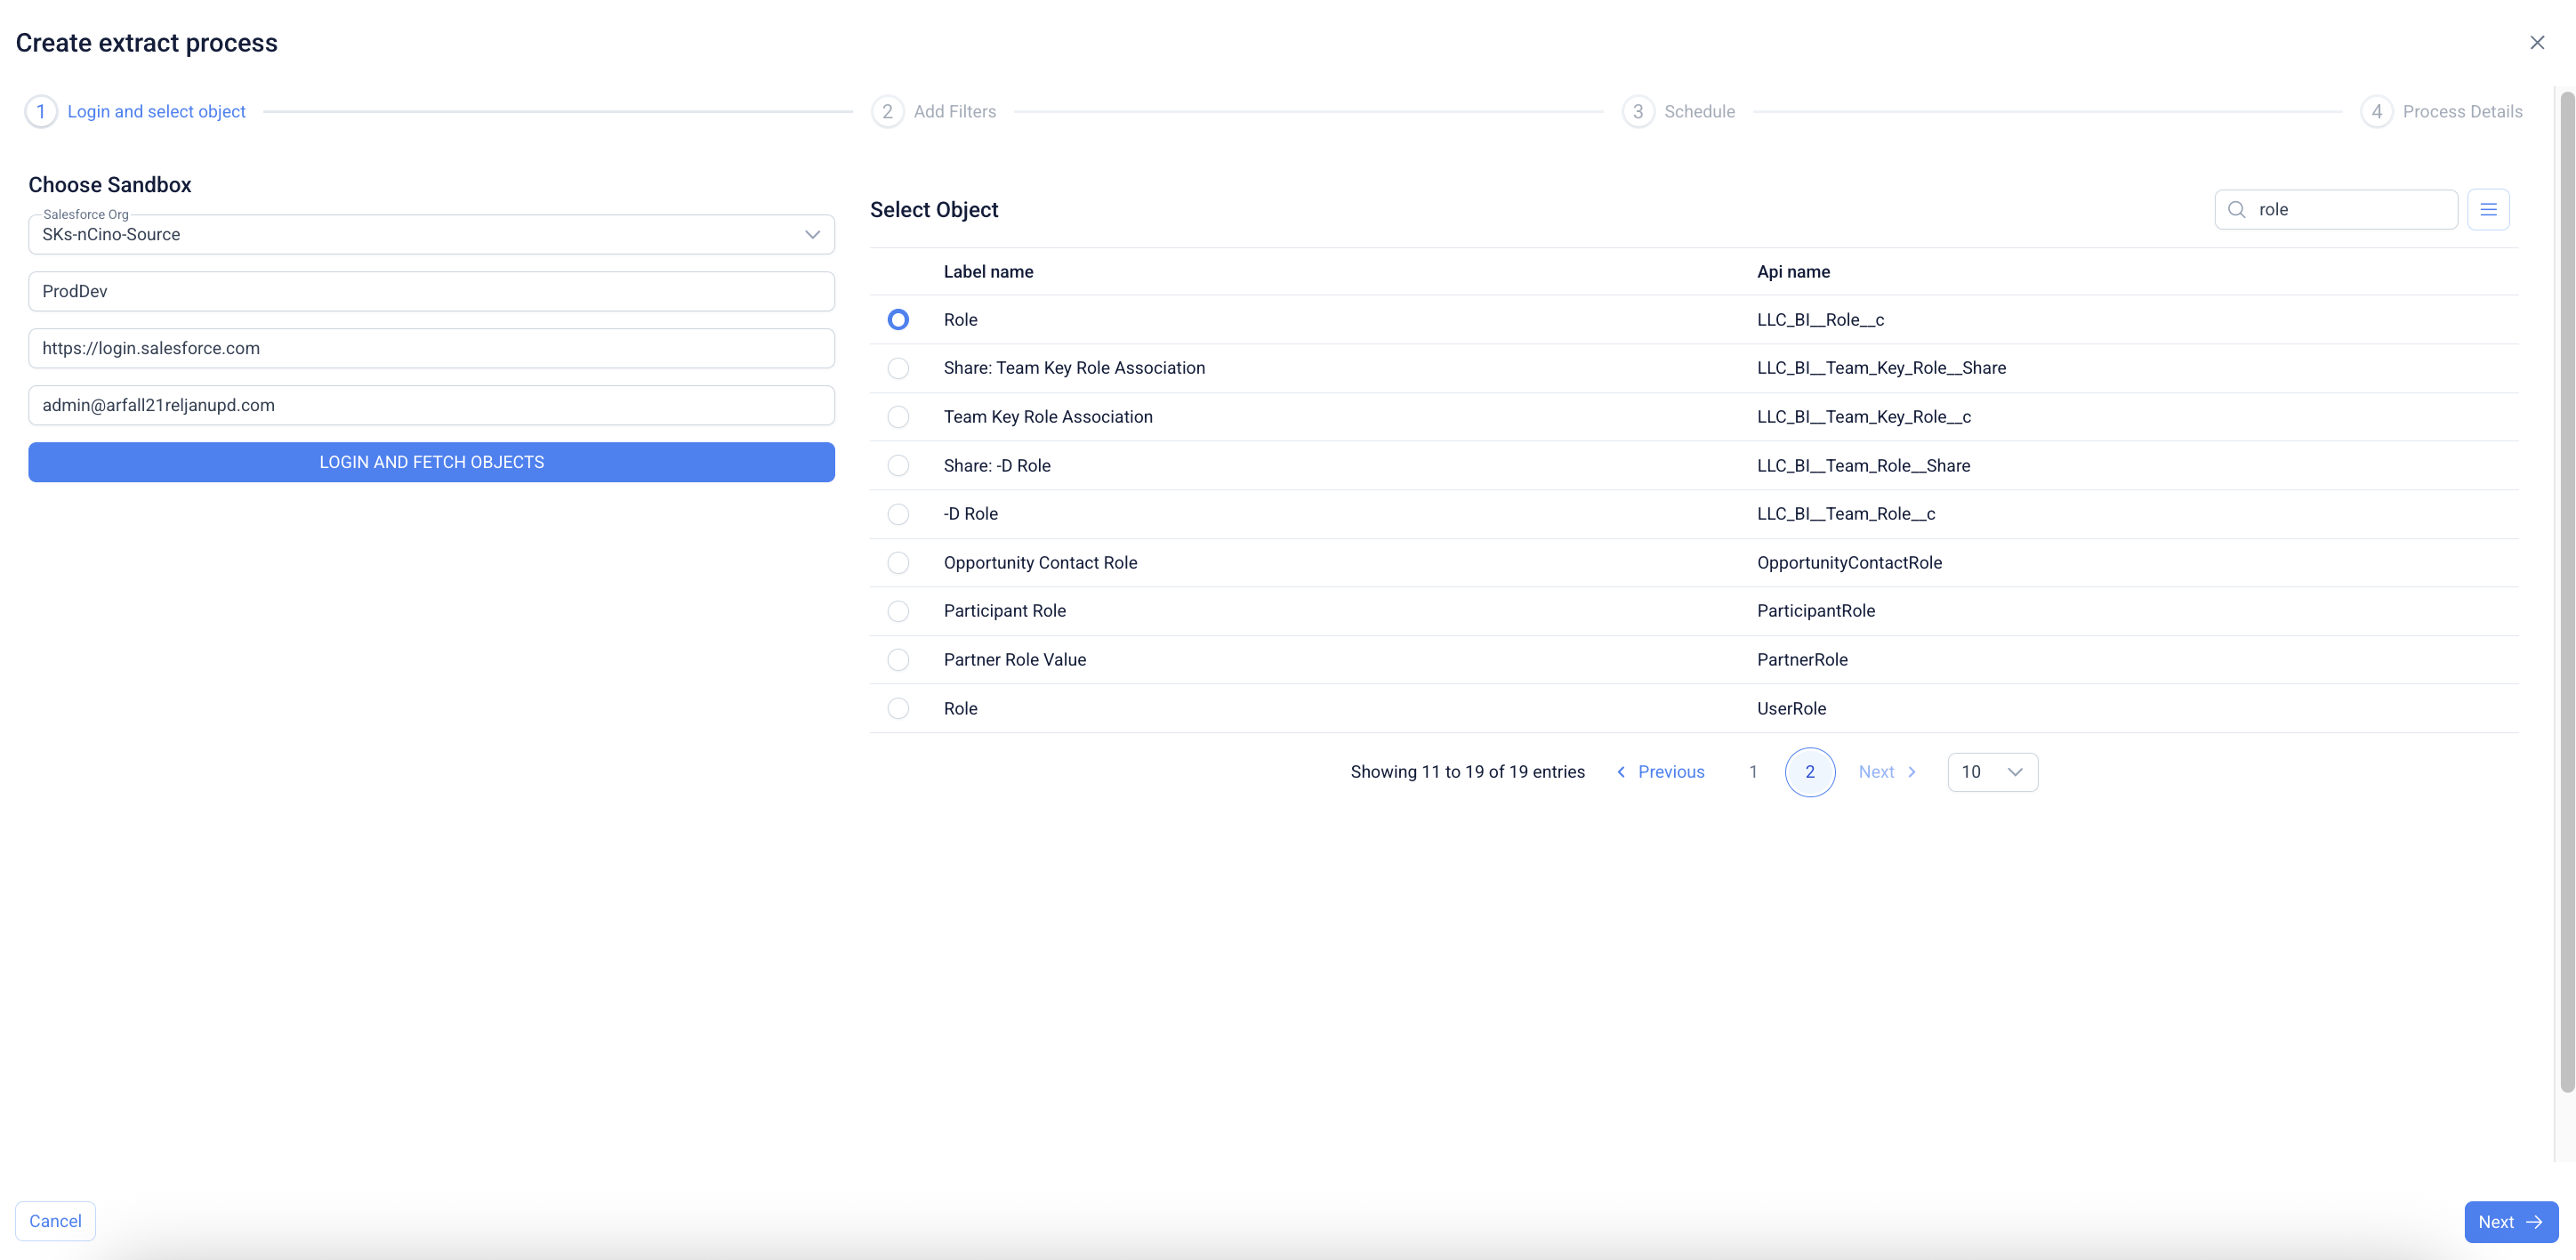 Create extract process
1 Login and select object 2 Add Filters 3 Schedule 4 Process Details
Choose Sandbox
Salesforce Org
SKs-nCino-Source
ProdDev
https://login.salesforce.com
admin@arfall21reljanupd.com
LOGIN AND FETCH OBJECTS
Select Object
role
Label name Api name
Role LLC_BI__Role__c
Share: Team Key Role Association LLC_BI__Team_Key_Role__Share
Team Key Role Association LLC_BI__Team_Key_Role__c
Share: -D Role LLC_BI__Team_Role__Share
-D Role LLC_BI__Team_Role__c
Opportunity Contact Role OpportunityContactRole
Participant Role ParticipantRole
Partner Role Value PartnerRole
Role UserRole
Showing 11 to 19 of 19 entries Previous 1 2 Next 10
Cancel Next